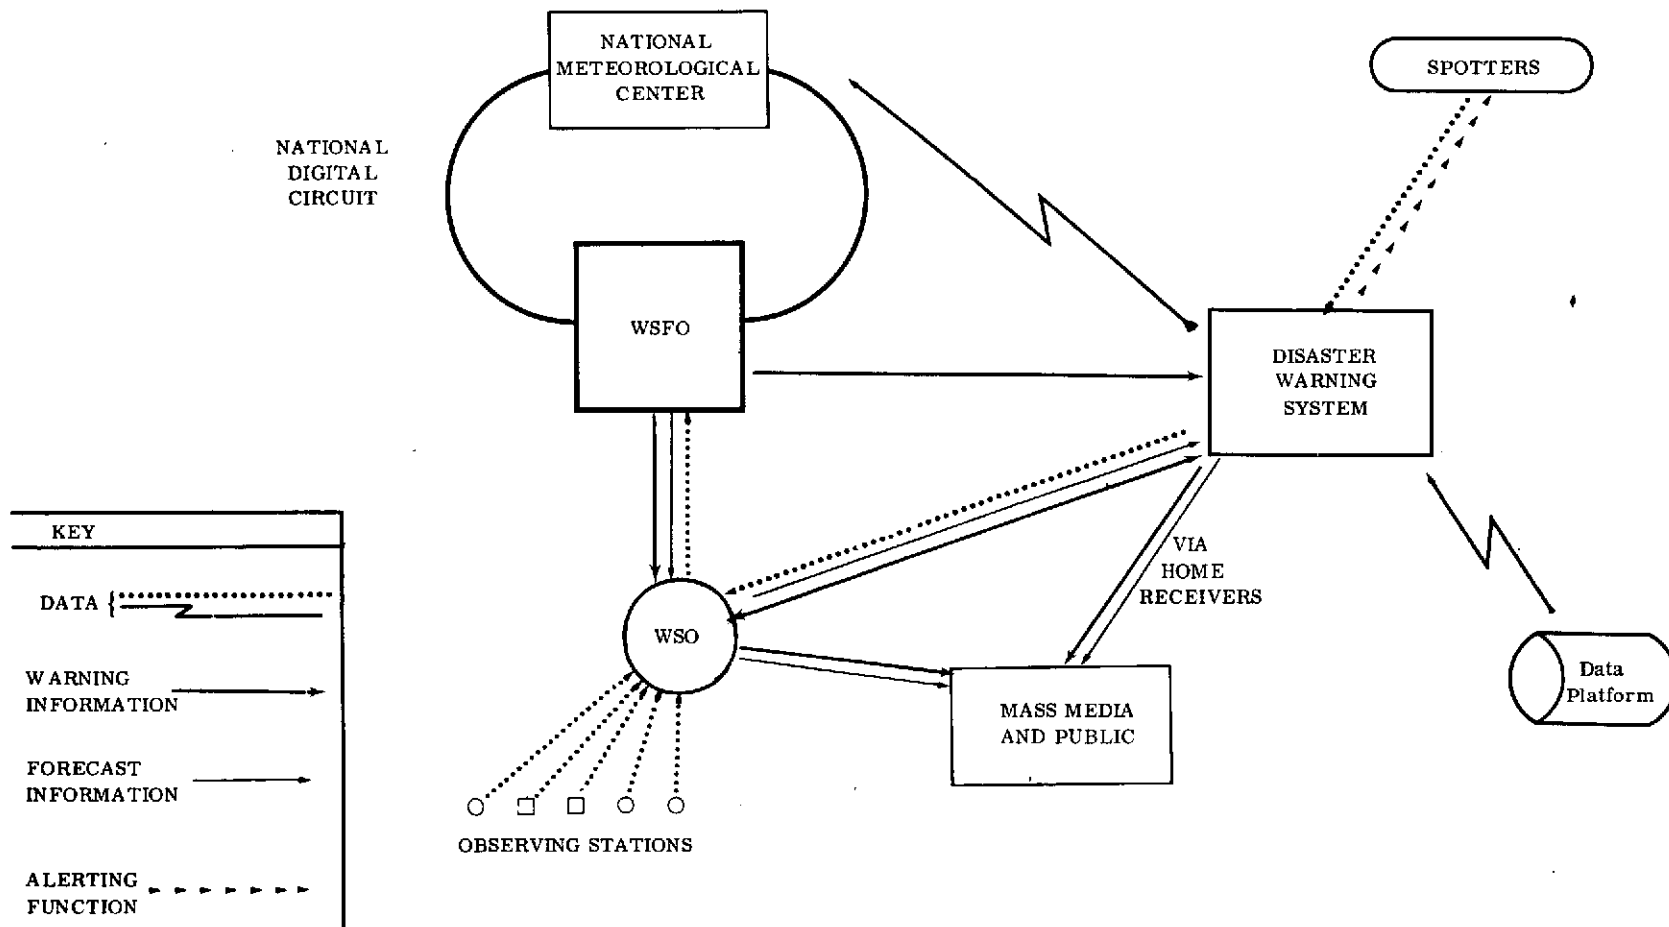 NATIONAL
METEOROLOGICAL
CENTER
SPOTTERS
NATIONAL
DIGITAL
CIRCUIT
WSFO
DISASTER
WARNING
SYSTEM
VIA
HOME
RECEIVERS
WSO
MASS MEDIA
AND PUBLIC
Data
Platform
OBSERVING STATIONS
KEY
DATA {
WARNING
INFORMATION
FORECAST
INFORMATION
ALERTING
FUNCTION